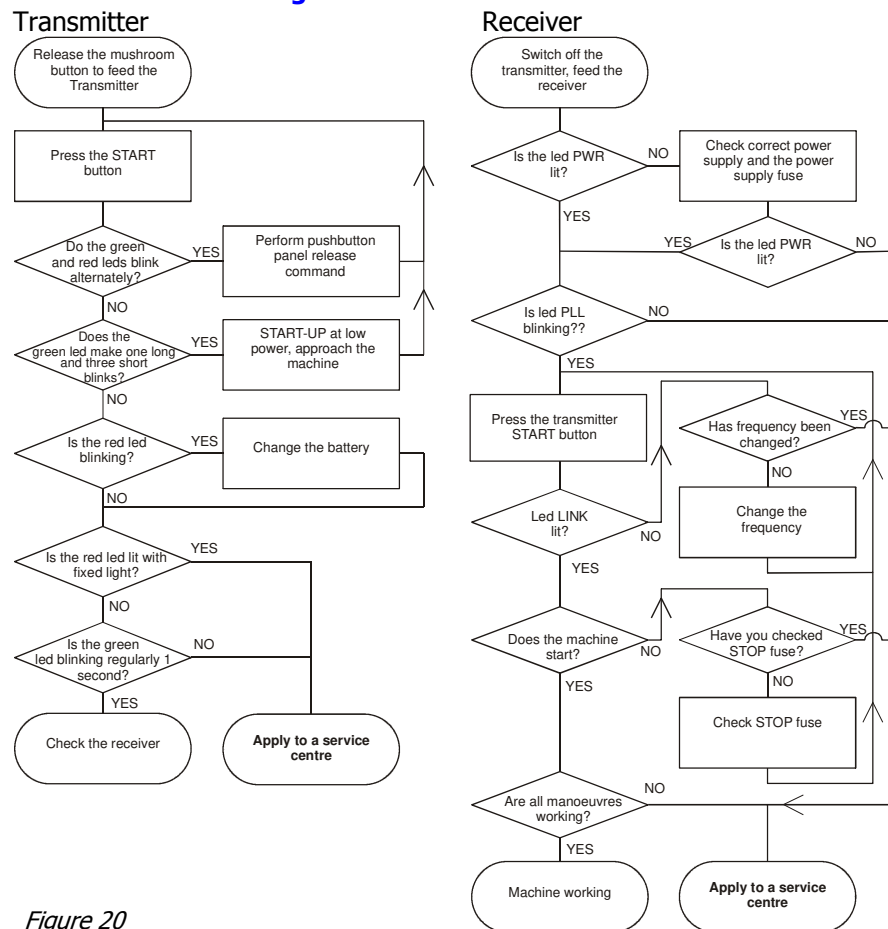 Transmitter
Release the mushroom
button to feed the
Transmitter
Press the START
button
Do the green
and red leds blink
alternately?
YES
Perform pushbutton
panel release
command
NO
Does the
green led make one long
and three short
blinks?
YES
START-UP at low
power, approach the
machine
NO
Is the red led
blinking?
YES
Change the battery
NO
Is the red led lit with
fixed light?
YES
NO
Is the green
led blinking regularly 1
second?
NO
YES
Check the receiver
Apply to a service
centre
Receiver
Switch off the
transmitter, feed the
receiver
Is the led PWR
lit?
NO
Check correct power
supply and the power
supply fuse
YES
YES
Is the led PWR
lit?
NO
Is led PLL
blinking??
NO
YES
Press the transmitter
START button
Has frequency been
changed?
YES
NO
Change the
frequency
Led LINK
lit?
NO
YES
Does the machine
start?
NO
Have you checked
STOP fuse?
YES
NO
YES
Check STOP fuse
Are all manoeuvres
working?
NO
YES
Machine working
Apply to a service
centre
Figure 20